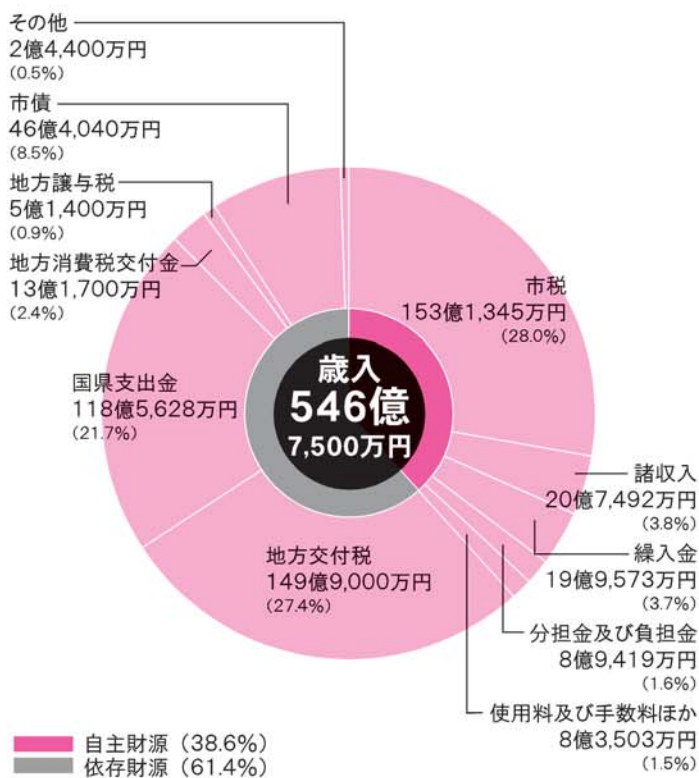 その他
2億4,400万円
(0.5%)
市債
46億4,040万円
(8.5%)
地方譲与税
5億1,400万円
(0.9%)
地方消費税交付金
13億1,700万円
(2.4%)
国県支出金
118億5,628万円
(21.7%)
地方交付税
149億9,000万円
(27.4%)
歳入
546億
7,500万円
市税
153億1,345万円
(28.0%)
諸収入
20億7,492万円
(3.8%)
繰入金
19億9,573万円
(3.7%)
分担金及び負担金
8億9,419万円
(1.6%)
使用料及び手数料ほか
8億3,503万円
(1.5%)
自主財源(38.6%)
依存財源(61.4%)